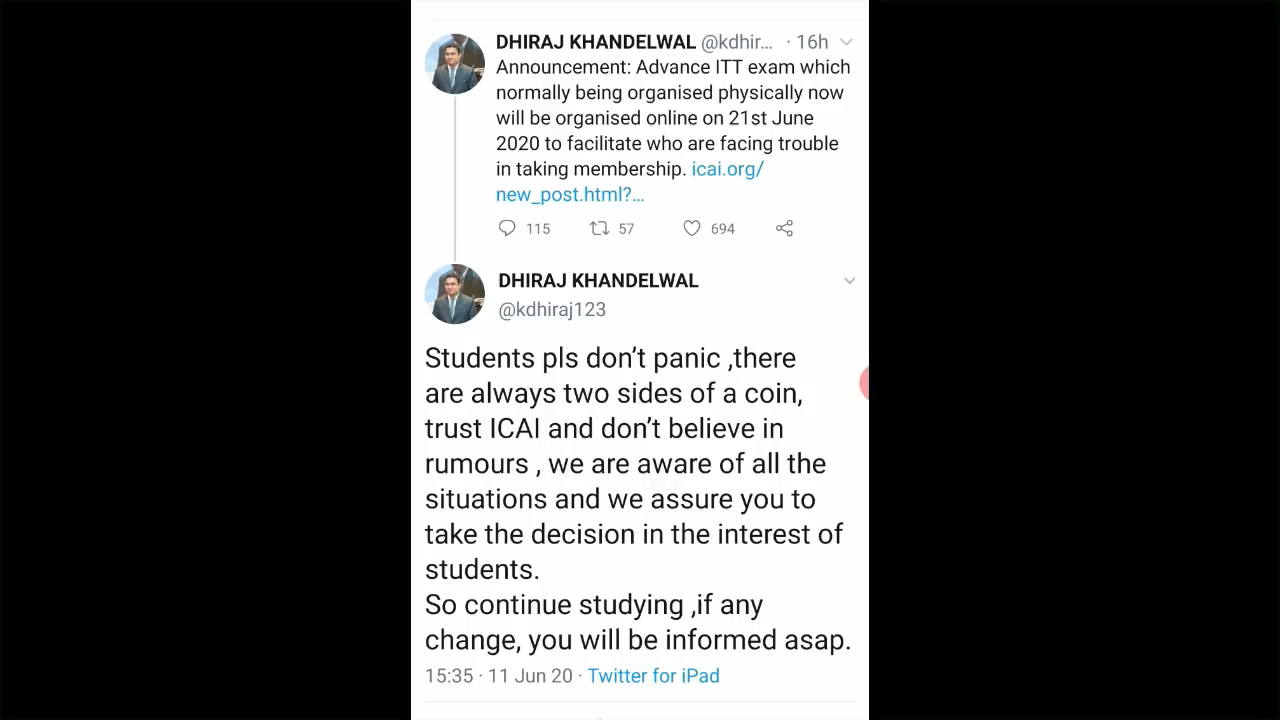 DHIRAJ KHANDELWAL @kdhir... · 16h
Announcement: Advance ITT exam which
normally being organised physically now
will be organised online on 21st June
2020 to facilitate who are facing trouble
in taking membership. icai.org/
new_post.html?...
115 57 694
DHIRAJ KHANDELWAL
@kdhiraj123
Students pls don't panic ,there
are always two sides of a coin,
trust ICAI and don't believe in
rumours , we are aware of all the
situations and we assure you to
take the decision in the interest of
students.
So continue studying ,if any
change, you will be informed asap.
15:35 · 11 Jun 20 · Twitter for iPad